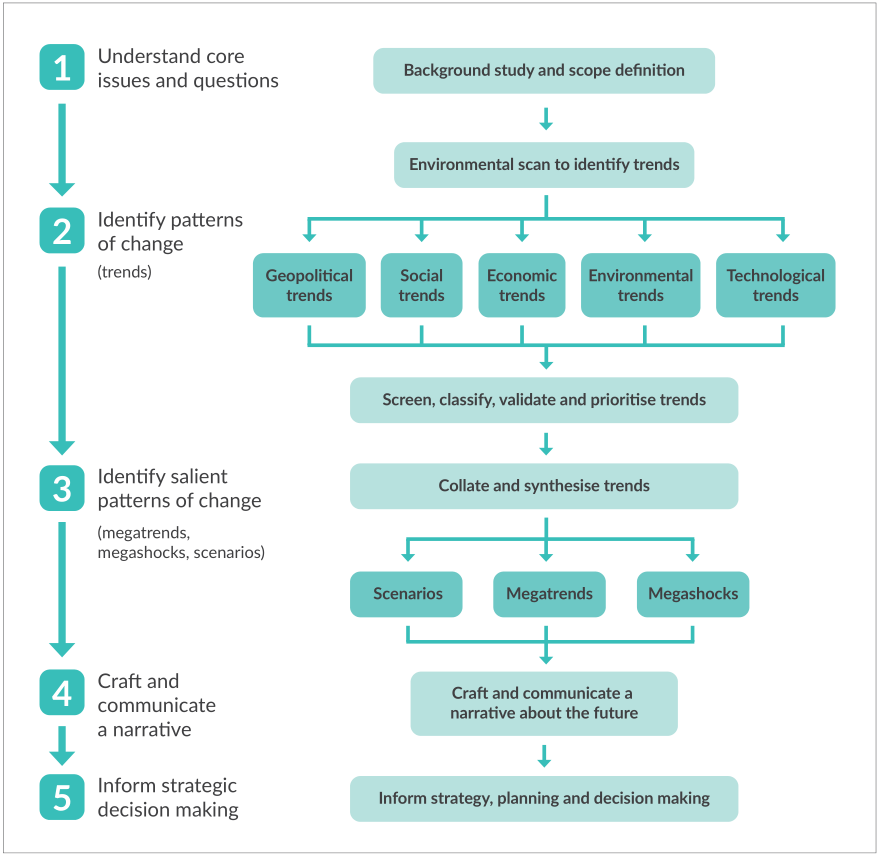 1
Understand core
issues and questions
Background study and scope definition
Environmental scan to identify trends
2
Identify patterns
of change
(trends)
Geopolitical
trends
Social
trends
Economic
trends
Environmental
trends
Technological
trends
Screen, classify, validate and prioritise trends
3
Identify salient
patterns of change
(megatrends,
megashocks, scenarios)
Collate and synthesise trends
Scenarios
Megatrends
Megashocks
4
Craft and
communicate
a narrative
Craft and communicate a
narrative about the future
5
Inform strategic
decision making
Inform strategy, planning and decision making